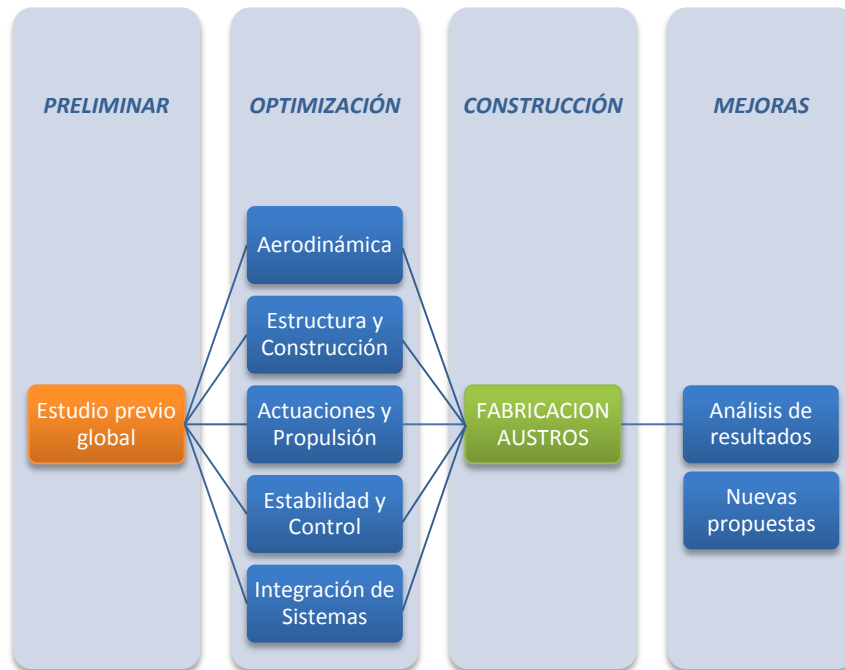 PRELIMINAR
OPTIMIZACIÓN
CONSTRUCCIÓN
MEJORAS
Estudio previo
global
Aerodinámica
Estructura y
Construcción
Actuaciones y
Propulsión
Estabilidad y
Control
Integración de
Sistemas
FABRICACION
AUSTROS
Análisis de
resultados
Nuevas
propuestas